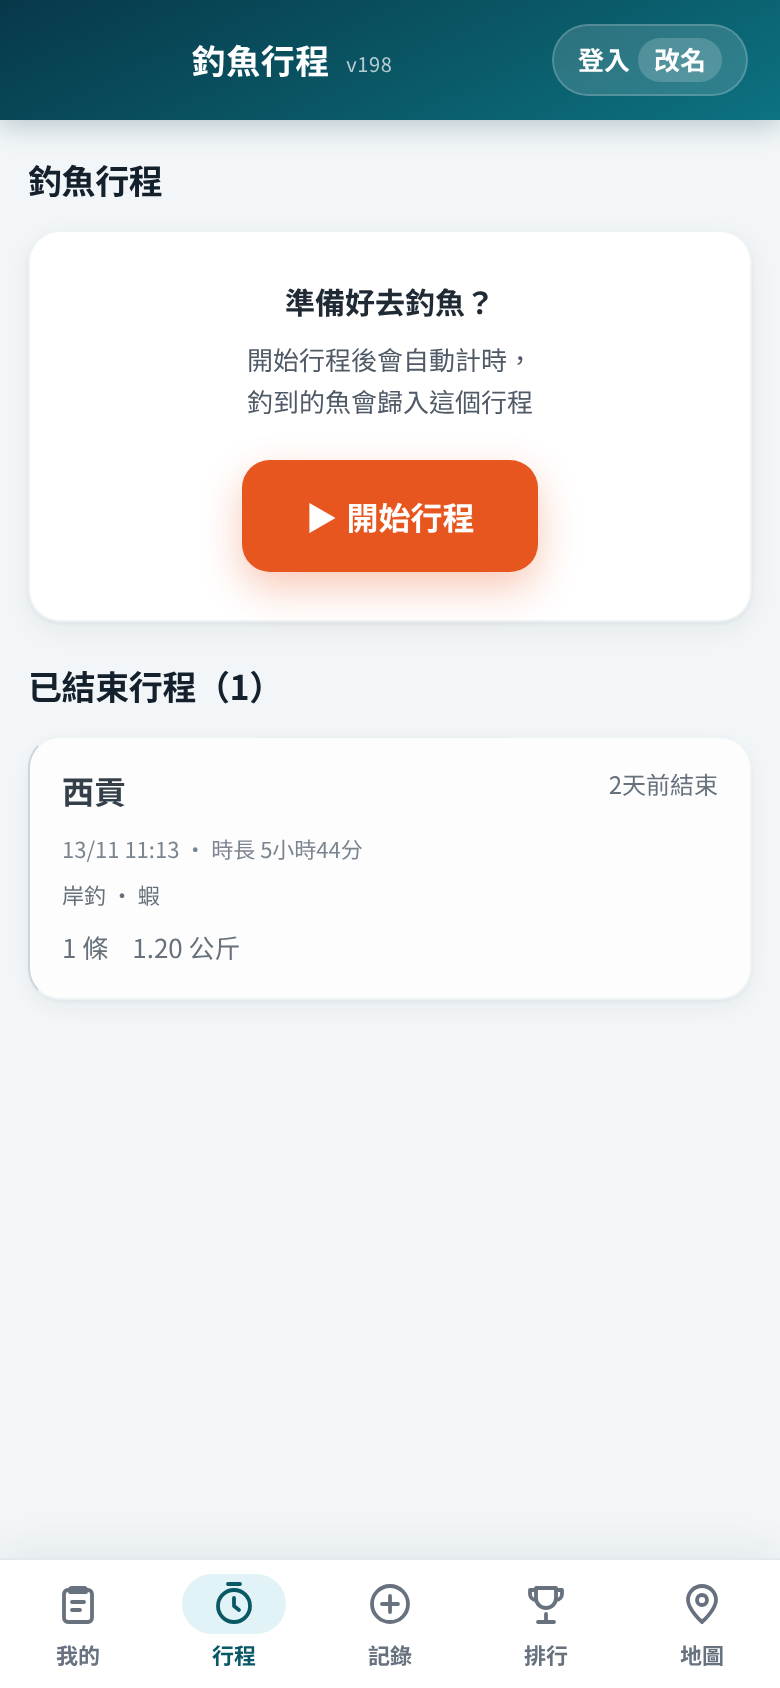 釣魚行程 v198 登入 改名
釣魚行程
準備好去釣魚？
開始行程後會自動計時，
釣到的魚會歸入這個行程
▶ 開始行程
已結束行程（1）
西貢 2天前結束
13/11 11:13 · 時長 5小時44分
岸釣 · 蝦
1 條 1.20 公斤
我的 行程 記錄 排行 地圖